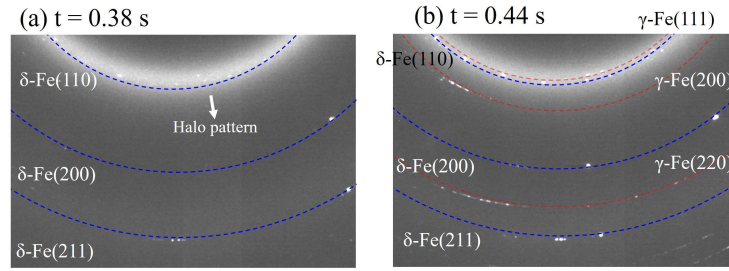 (a) t = 0.38 s
δ-Fe(110)
Halo pattern
δ-Fe(200)
δ-Fe(211)
(b) t = 0.44 s
γ-Fe(111)
δ-Fe(110)
γ-Fe(200)
δ-Fe(200)
γ-Fe(220)
δ-Fe(211)